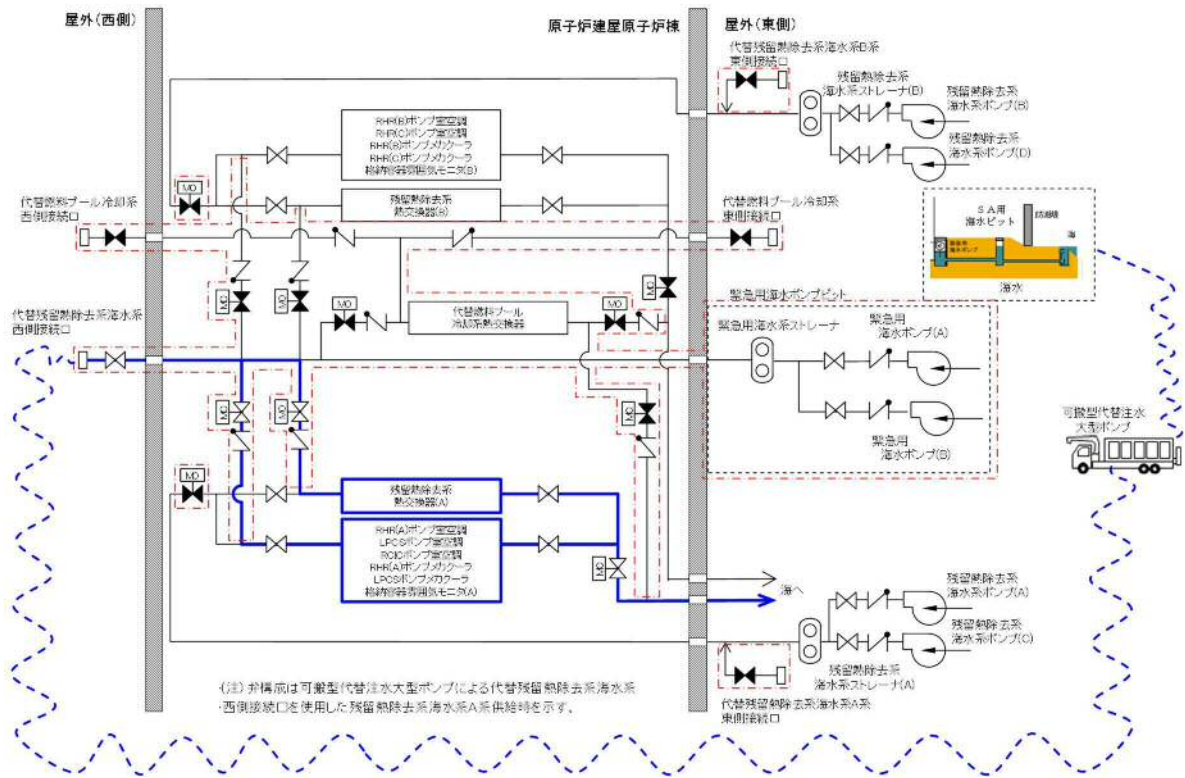 屋外(西側)
原子炉建屋原子炉棟
屋外(東側)
代替残留熱除去系海水系B系
東側接続口
残留熱除去系
海水系ストレーナ(B)
残留熱除去系
海水系ポンプ(B)
残留熱除去系
海水系ポンプ(D)
RHR(B)ポンプ室空調
RHR(C)ポンプ室空調
RHR(B)ポンプメカクーラ
RHR(C)ポンプメカクーラ
格納容器雰囲気モニタ(B)
MO
残留熱除去系
熱交換器(B)
代替燃料プール冷却系
西側接続口
代替燃料プール冷却系
東側接続口
SA用
海水ピット
海
海水
MO
MO
MO
MO
MO
代替燃料プール
冷却系熱交換器
代替残留熱除去系海水系
西側接続口
緊急用海水ポンプピット
緊急用海水系ストレーナ
緊急用
海水ポンプ(A)
緊急用
海水ポンプ(B)
可搬型代替注水
大型ポンプ
MO
MO
MO
MO
残留熱除去系
熱交換器(A)
RHR(A)ポンプ室空調
LPCSポンプ室空調
RCICポンプ室空調
RHR(A)ポンプメカクーラ
LPCSポンプメカクーラ
格納容器雰囲気モニタ(A)
MO
海へ
残留熱除去系
海水系ポンプ(A)
残留熱除去系
海水系ポンプ(C)
残留熱除去系
海水系ストレーナ(A)
代替残留熱除去系海水系A系
東側接続口
(注) 弁構成は可搬型代替注水大型ポンプによる代替残留熱除去系海水系
西側接続口を使用した残留熱除去系海水系A系供給時を示す。